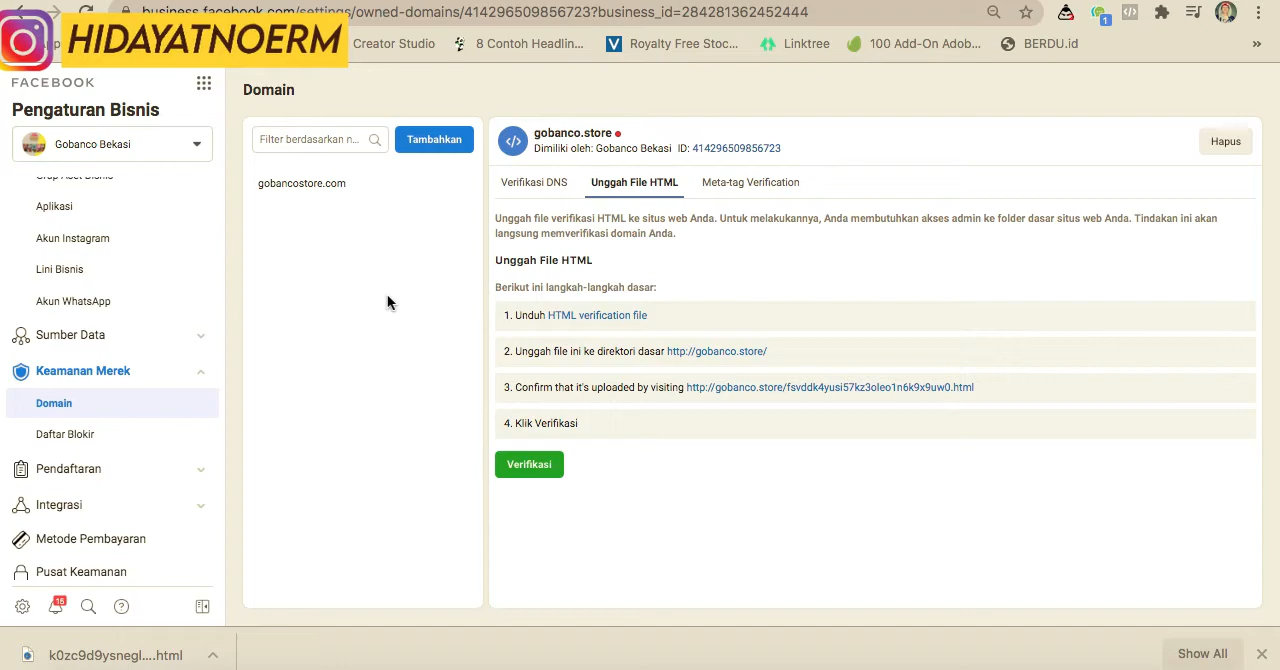 business.facebook.com/settings/owned-domains/414296509856723?business_id=284281362452444
HIDAYATNOERM
Creator Studio
8 Contoh Headlin...
Royalty Free Stoc...
Linktree
100 Add-On Adob...
BERDU.id
»
FACEBOOK
Pengaturan Bisnis
Gobanco Bekasi
Grup Aset Bisnis
Aplikasi
Akun Instagram
Lini Bisnis
Akun WhatsApp
Sumber Data
Keamanan Merek
Domain
Daftar Blokir
Pendaftaran
Integrasi
Metode Pembayaran
Pusat Keamanan
15
Domain
Filter berdasarkan n...
Tambahkan
gobancostore.com
gobanco.store
Dimiliki oleh: Gobanco Bekasi ID: 414296509856723
Hapus
Verifikasi DNS
Unggah File HTML
Meta-tag Verification
Unggah file verifikasi HTML ke situs web Anda. Untuk melakukannya, Anda membutuhkan akses admin ke folder dasar situs web Anda. Tindakan ini akan
langsung memverifikasi domain Anda.
Unggah File HTML
Berikut ini langkah-langkah dasar:
1. Unduh HTML verification file
2. Unggah file ini ke direktori dasar http://gobanco.store/
3. Confirm that it's uploaded by visiting http://gobanco.store/fsvddk4yusi57kz3oleo1n6k9x9uw0.html
4. Klik Verifikasi
Verifikasi
k0zc9d9ysnegl....html
Show All